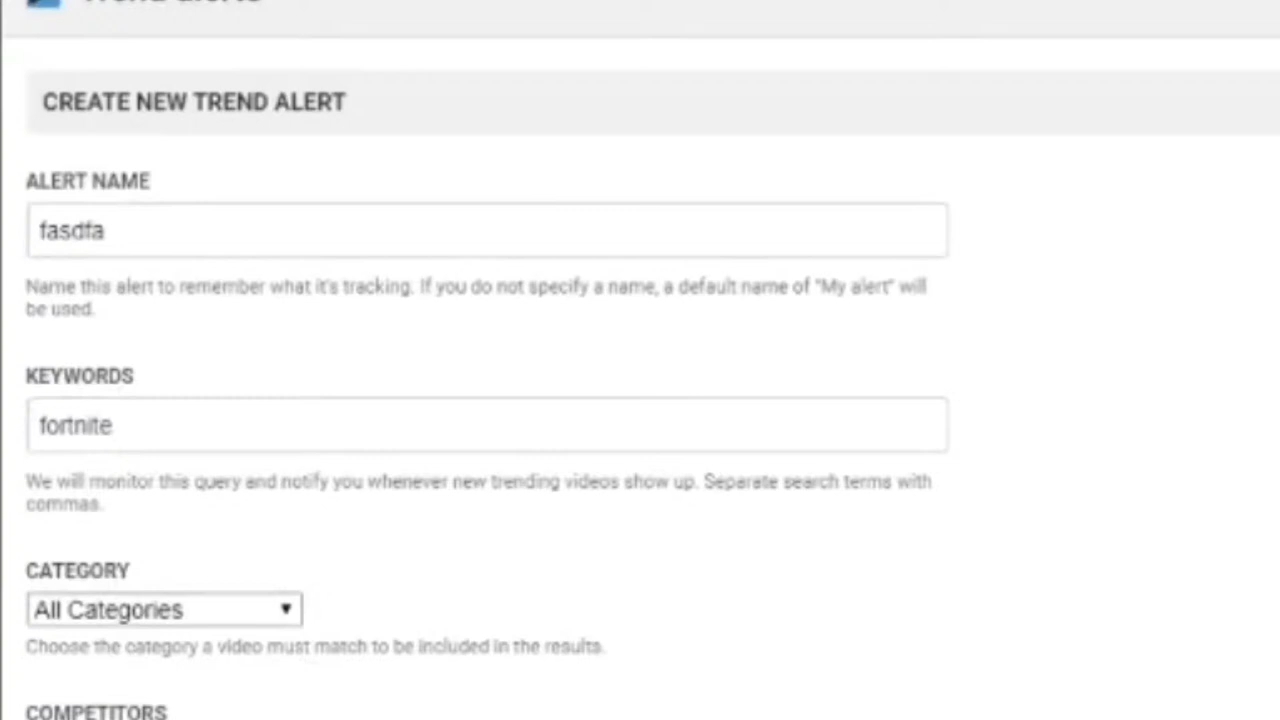 Trend alerts
CREATE NEW TREND ALERT
ALERT NAME
fasdfa
Name this alert to remember what it's tracking. If you do not specify a name, a default name of "My alert" will
be used.
KEYWORDS
fortnite
We will monitor this query and notify you whenever new trending videos show up. Separate search terms with
commas.
CATEGORY
All Categories
Choose the category a video must match to be included in the results.
COMPETITORS